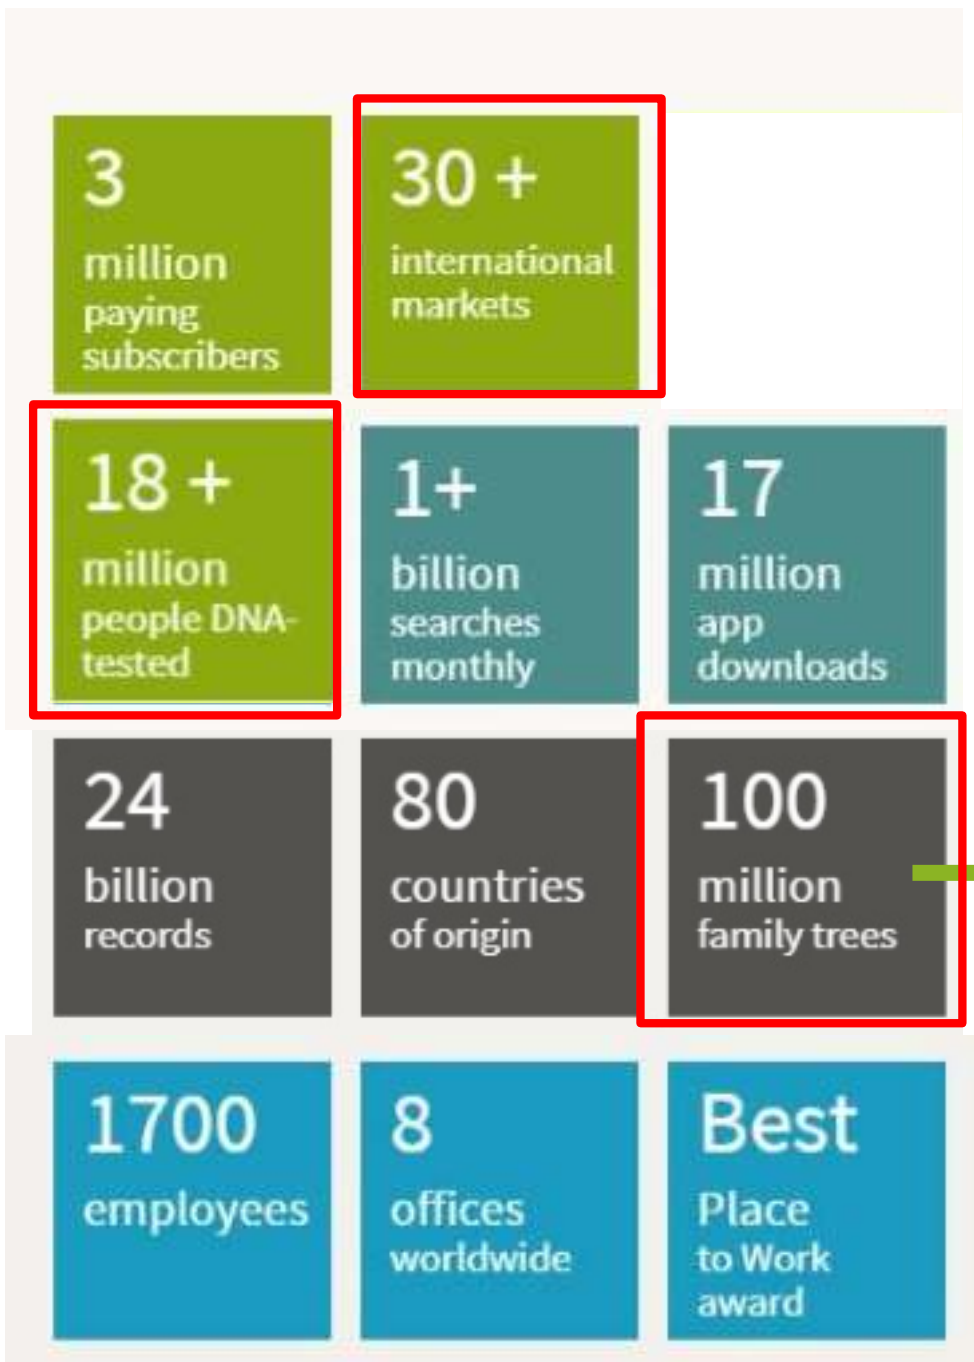 3
million
paying
subscribers
30 +
international
markets
18 +
million
people DNA-
tested
1+
billion
searches
monthly
17
million
app
downloads
24
billion
records
80
countries
of origin
100
million
family trees
1700
employees
8
offices
worldwide
Best
Place
to Work
award